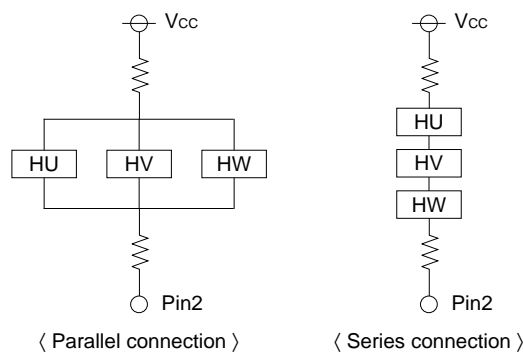 Vcc
HU HV HW
Pin2
〈 Parallel connection 〉
Vcc
HU
HV
HW
Pin2
〈 Series connection 〉